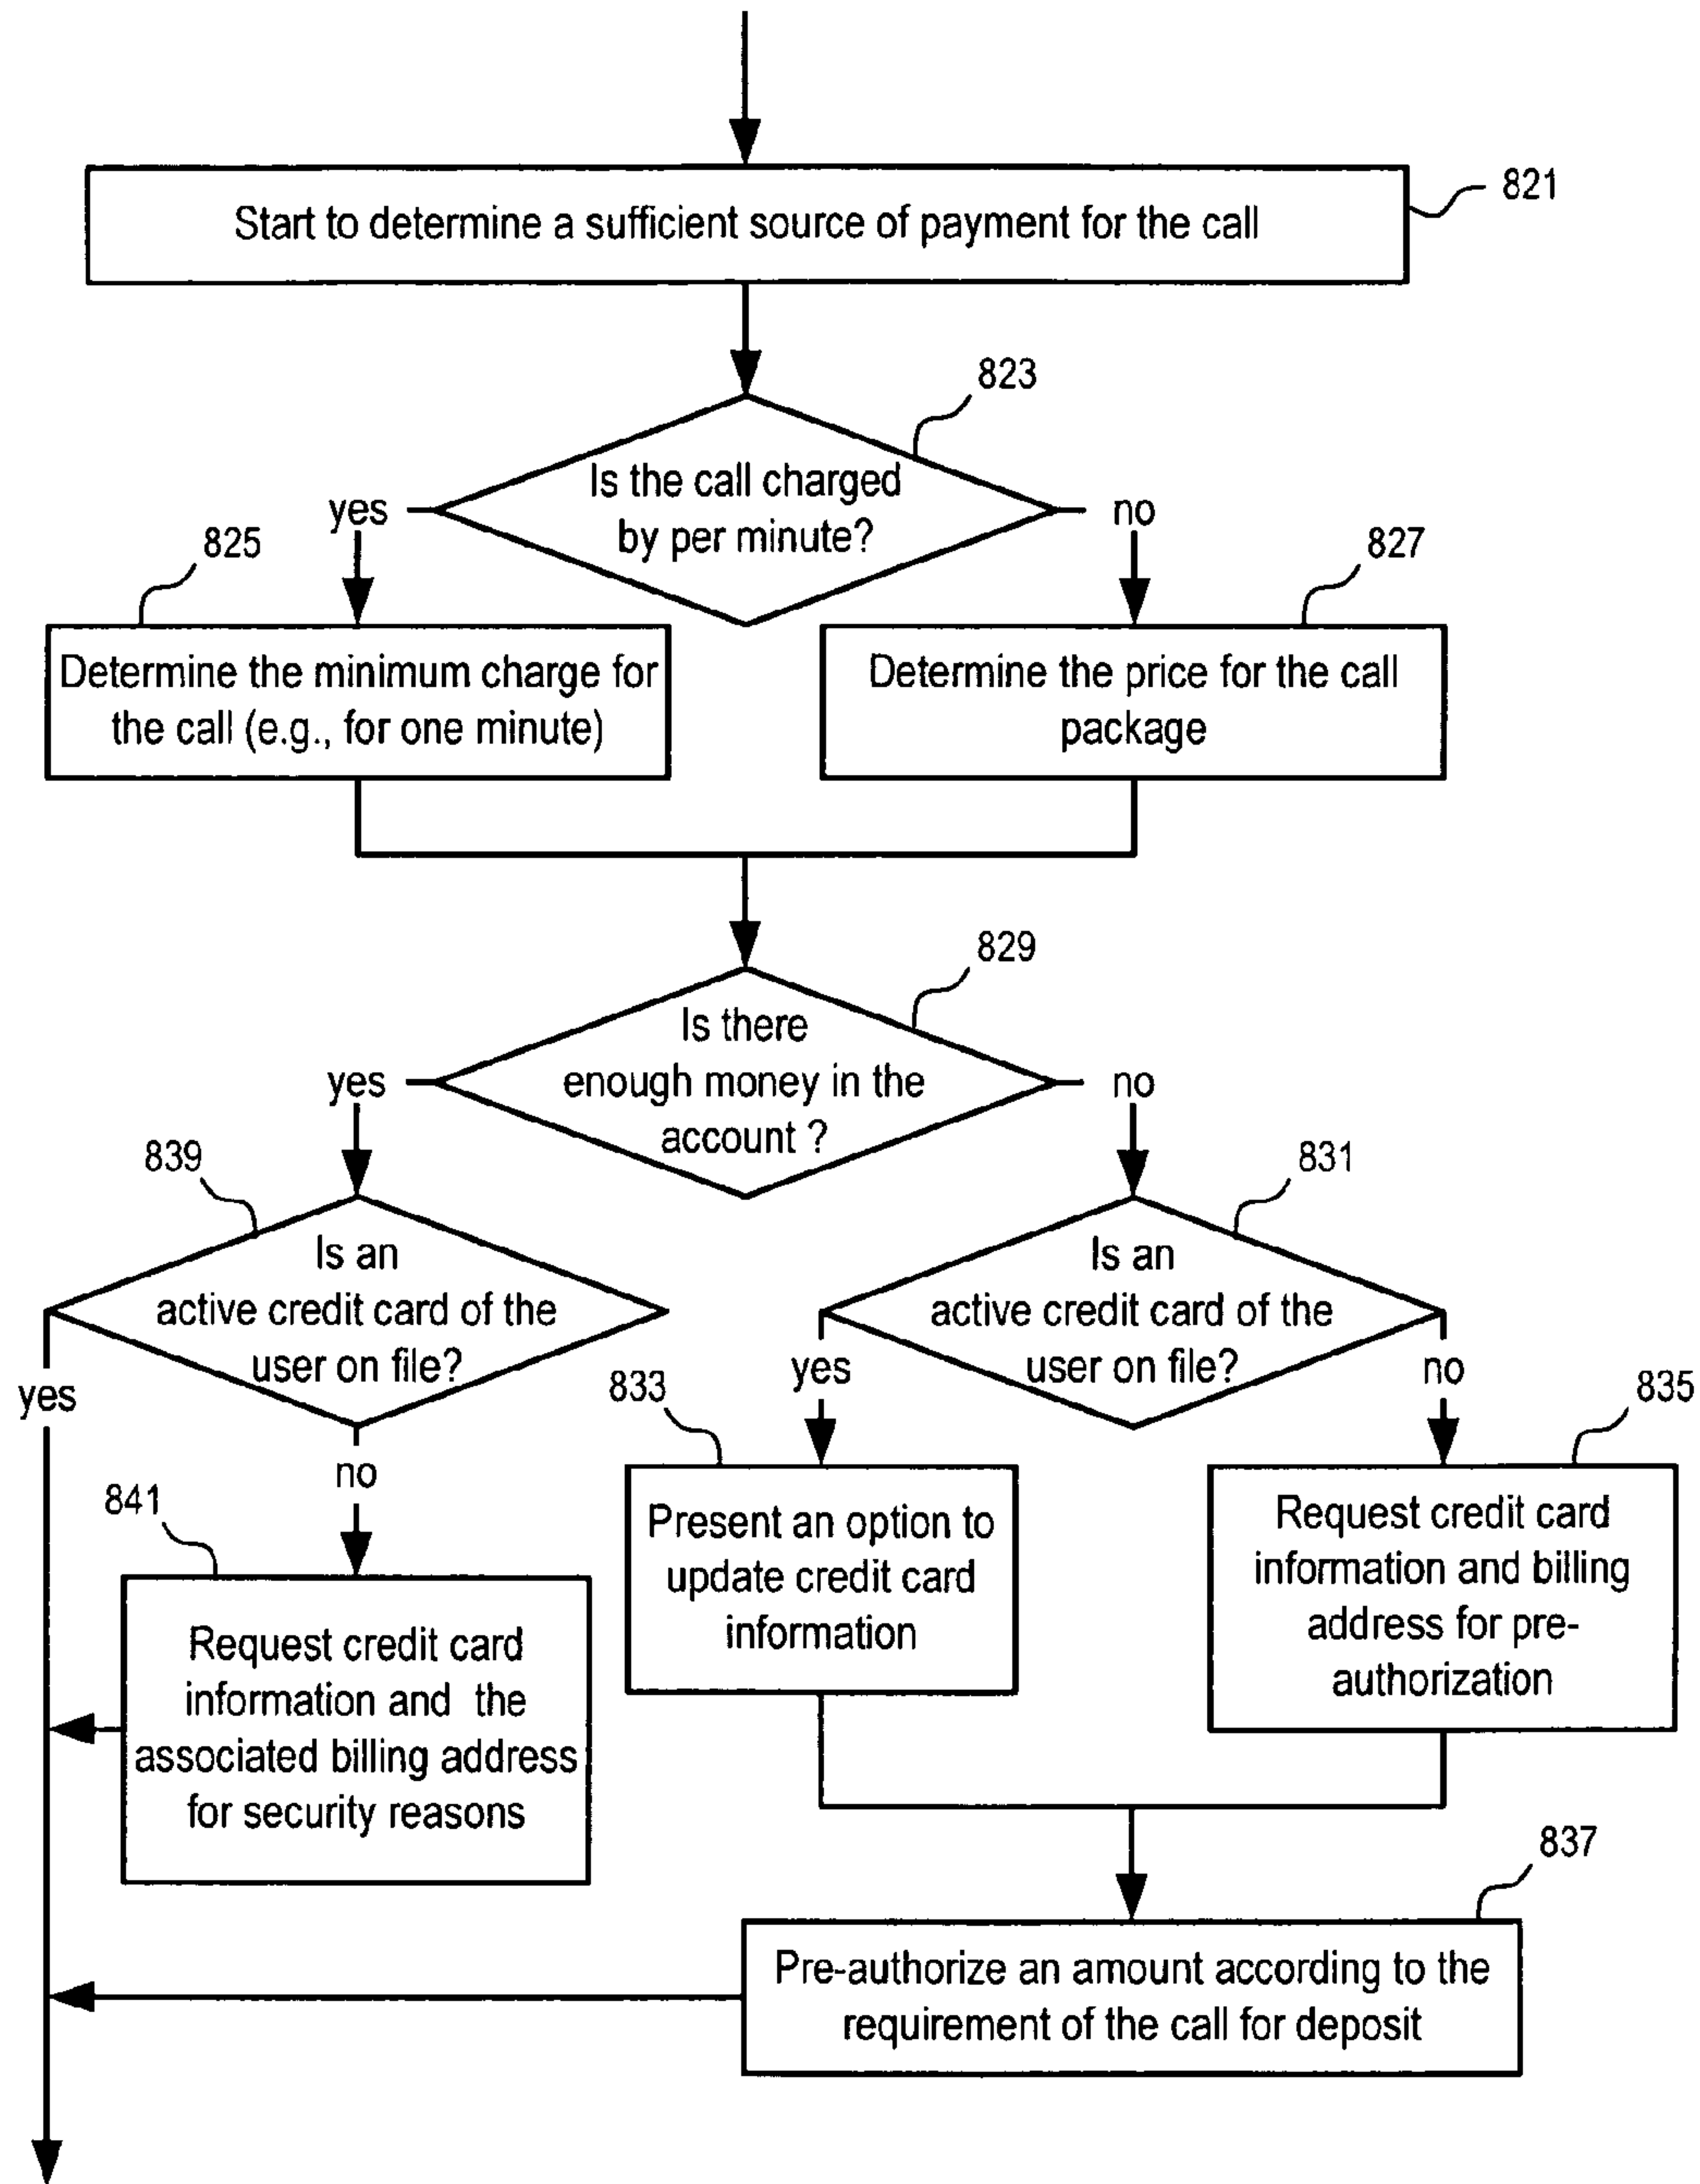 821
Start to determine a sufficient source of payment for the call
823
Is the call charged
by per minute?
yes
no
825
827
Determine the minimum charge for
the call (e.g., for one minute)
Determine the price for the call
package
829
Is there
enough money in the
account ?
yes
no
839
831
Is an
active credit card of the
user on file?
Is an
active credit card of the
user on file?
yes
no
yes
no
833
835
841
Present an option to
update credit card
information
Request credit card
information and billing
address for pre-
authorization
Request credit card
information and the
associated billing address
for security reasons
837
Pre-authorize an amount according to the
requirement of the call for deposit